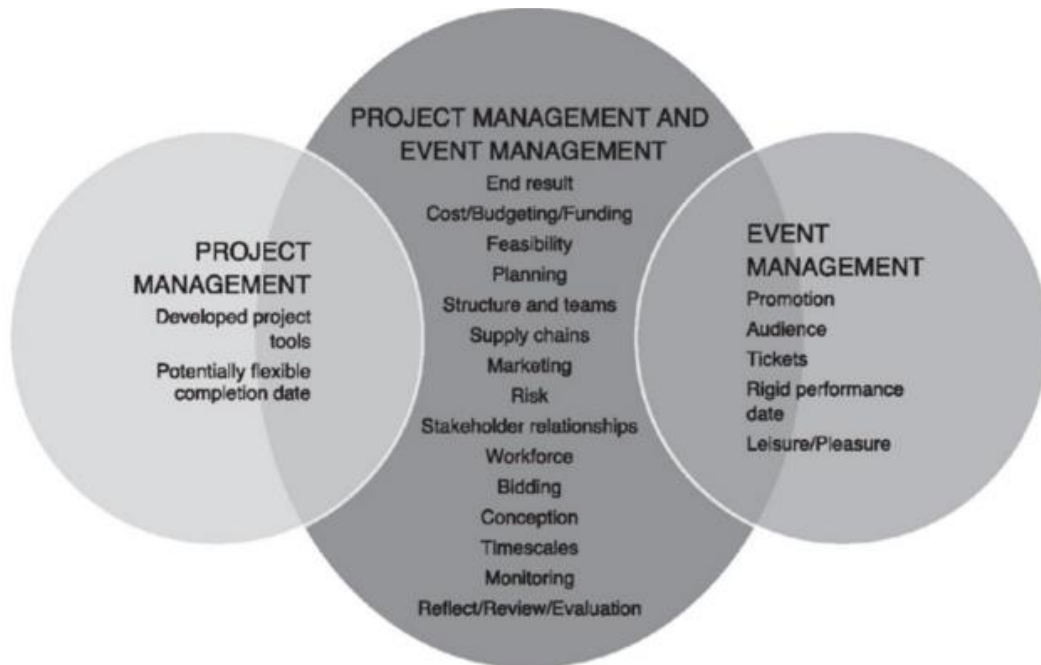 PROJECT MANAGEMENT AND
EVENT MANAGEMENT
End result
Cost/Budgeting/Funding
Feasibility
Planning
Structure and teams
Supply chains
Marketing
Risk
Stakeholder relationships
Workforce
Bidding
Conception
Timescales
Monitoring
Reflect/Review/Evaluation
PROJECT
MANAGEMENT
Developed project
tools
Potentially flexible
completion date
EVENT
MANAGEMENT
Promotion
Audience
Tickets
Rigid performance
date
Leisure/Pleasure